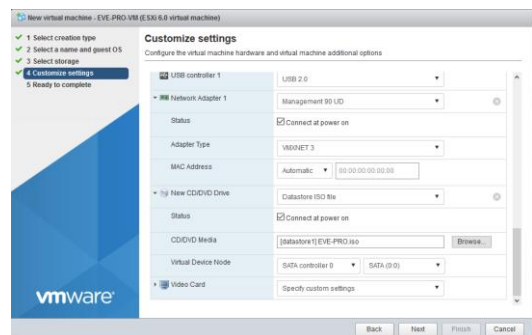 New virtual machine - EVE-PRO-VM (ESXi 6.0 virtual machine)
1 Select creation type
2 Select a name and guest OS
3 Select storage
4 Customize settings
5 Ready to complete
Customize settings
Configure the virtual machine hardware and virtual machine additional options
USB controller 1 USB 2.0
Network Adapter 1 Management 90 UD
Status Connect at power on
Adapter Type VMXNET 3
MAC Address Automatic 00:00:00:00:00:00
New CD/DVD Drive Datastore ISO file
Status Connect at power on
CD/DVD Media [datastore1] EVE-PRO.iso Browse...
Virtual Device Node SATA controller 0 SATA (0:0)
Video Card Specify custom settings
vmware
Back Next Finish Cancel